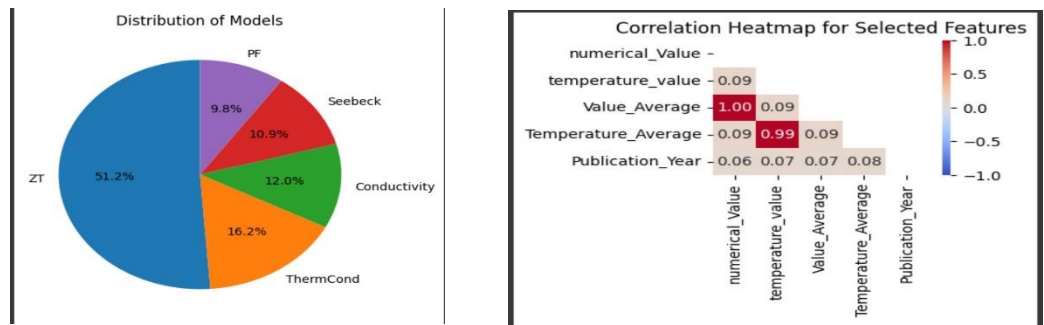 Distribution of Models
PF
9.8%
Seebeck
10.9%
ZT
51.2%
12.0%
Conductivity
16.2%
ThermCond
Correlation Heatmap for Selected Features
numerical_Value
temperature_value
0.09
Value_Average
1.00 0.09
Temperature_Average
0.09 0.99 0.09
Publication_Year
0.06 0.07 0.07 0.08
numerical_Value
temperature_value
Value_Average
Temperature_Average
Publication_Year
1.0
0.5
0.0
−0.5
−1.0